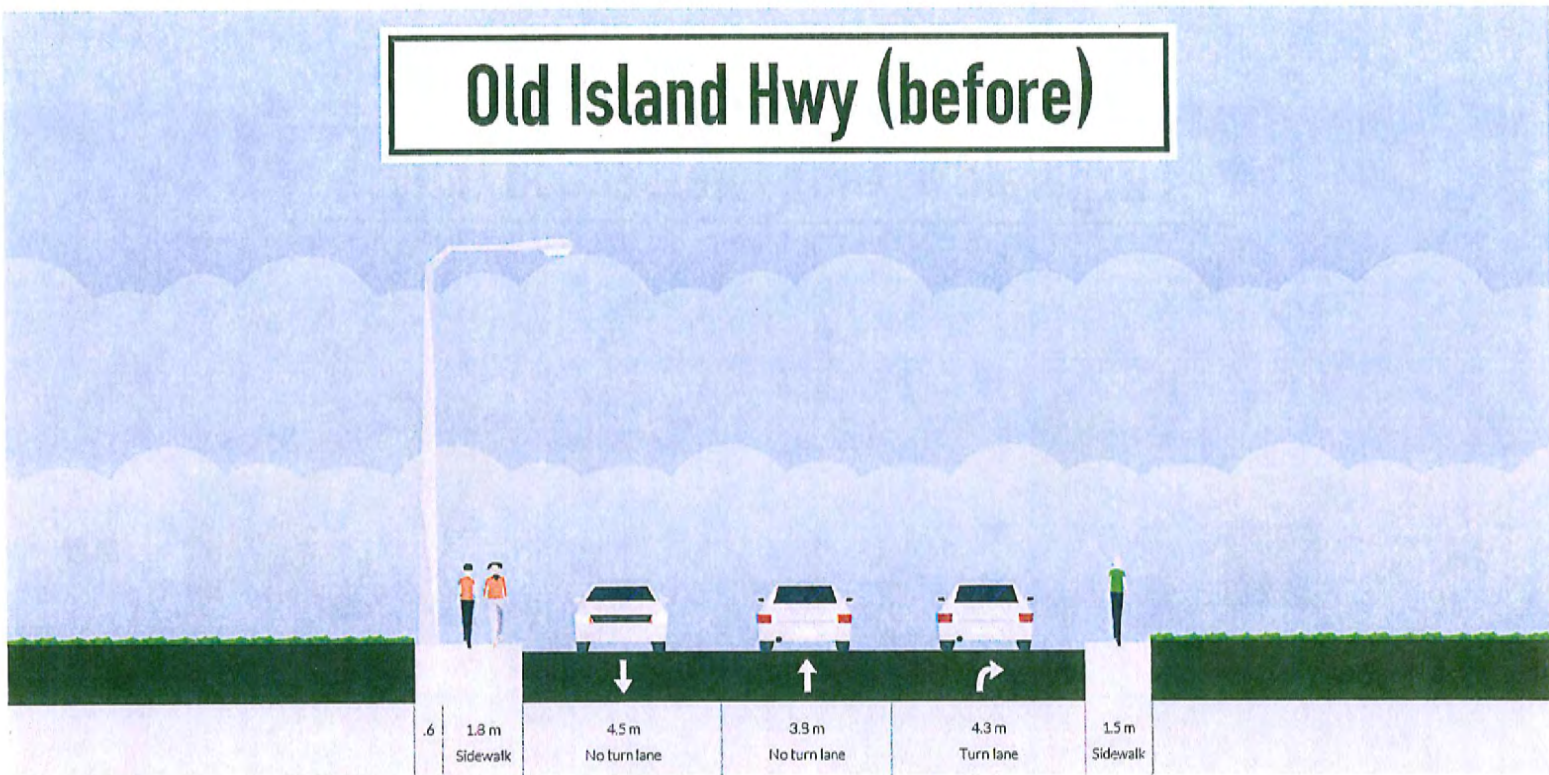 Old Island Hwy (before)
.6
1.8 m
4.5 m
3.8 m
4.3 m
1.5 m
Sidewalk
No turn lane
No turn lane
Turn lane
Sidewalk